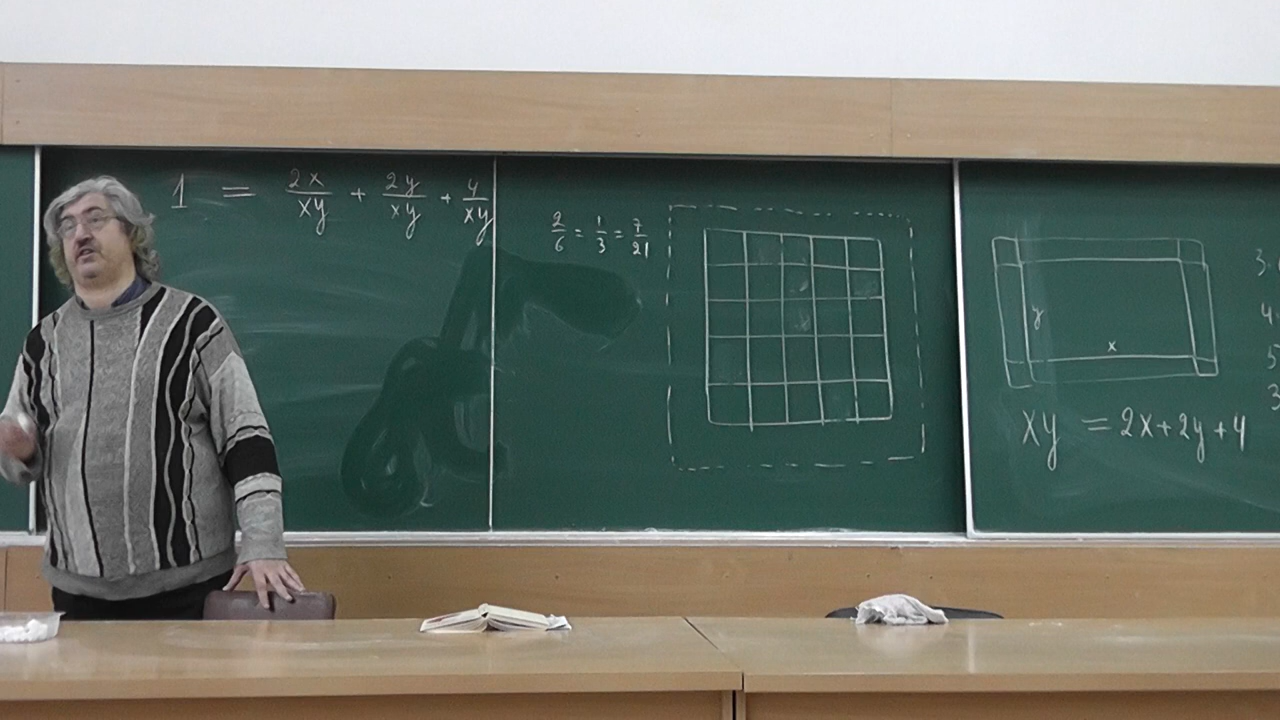 1 = 2x/xy + 2y/xy + 4/xy
2/6 = 1/3 = 7/21
y
x
xy = 2x+2y+4
3.
4
5
3